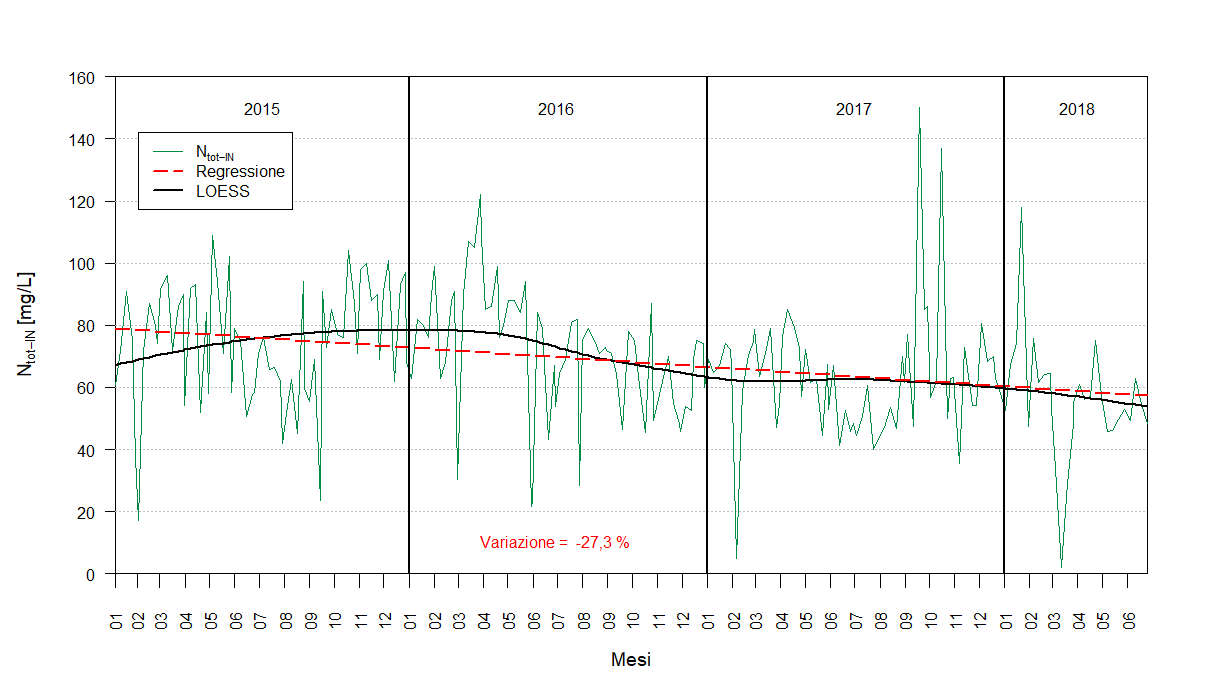 160
140
120
100
80
60
40
20
0
N tot−IN [mg/L]
2015 2016 2017 2018
N tot−IN
Regressione
LOESS
Variazione = -27,3 %
01 02 03 04 05 06 07 08 09 10 11 12 01 02 03 04 05 06 07 08 09 10 11 12 01 02 03 04 05 06 07 08 09 10 11 12 01 02 03 04 05 06
Mesi